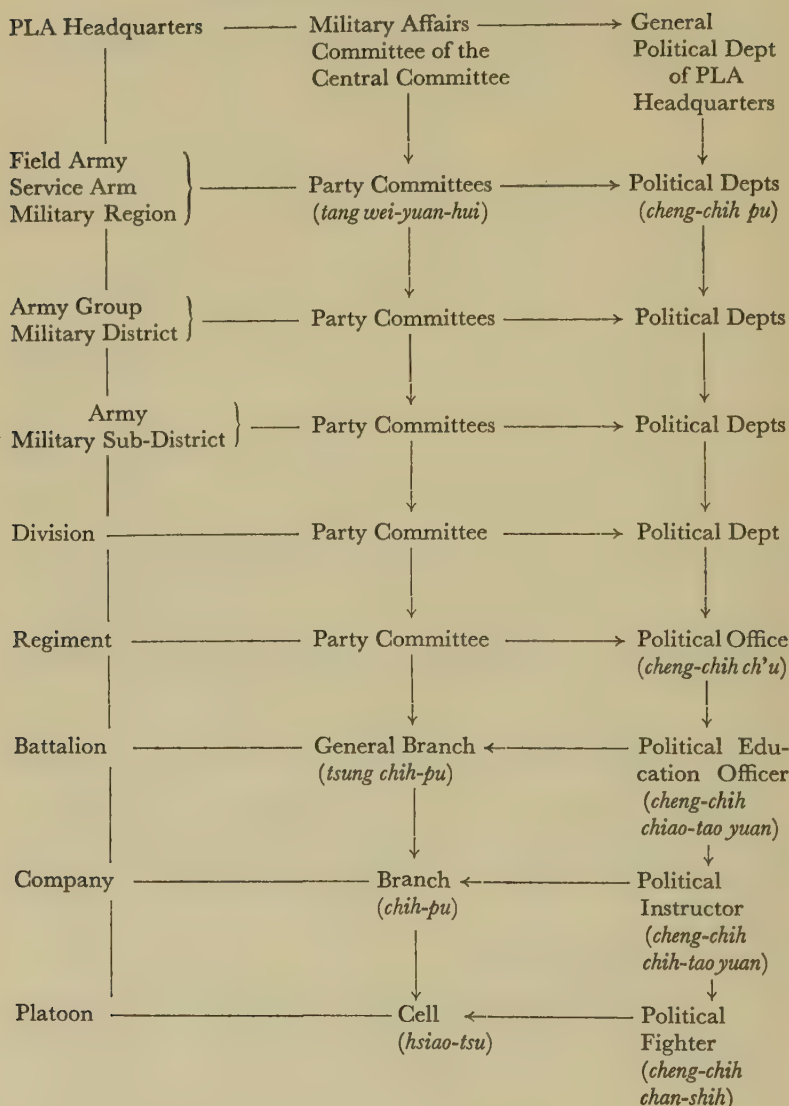 PLA Headquarters
Military Affairs
Committee of the
Central Committee
General
Political Dept
of PLA
Headquarters
Field Army
Service Arm
Military Region
Party Committees
(tang wei-yuan-hui)
Political Depts
(cheng-chih pu)
Army Group
Military District
Party Committees
Political Depts
Army
Military Sub-District
Party Committees
Political Depts
Division
Party Committee
Political Dept
Regiment
Party Committee
Political Office
(cheng-chih ch'u)
Battalion
General Branch
(tsung chih-pu)
Political Edu-
cation Officer
(cheng-chih
chiao-tao yuan)
Company
Branch
(chih-pu)
Political
Instructor
(cheng-chih
chih-tao yuan)
Platoon
Cell
(hsiao-tsu)
Political
Fighter
(cheng-chih
chan-shih)